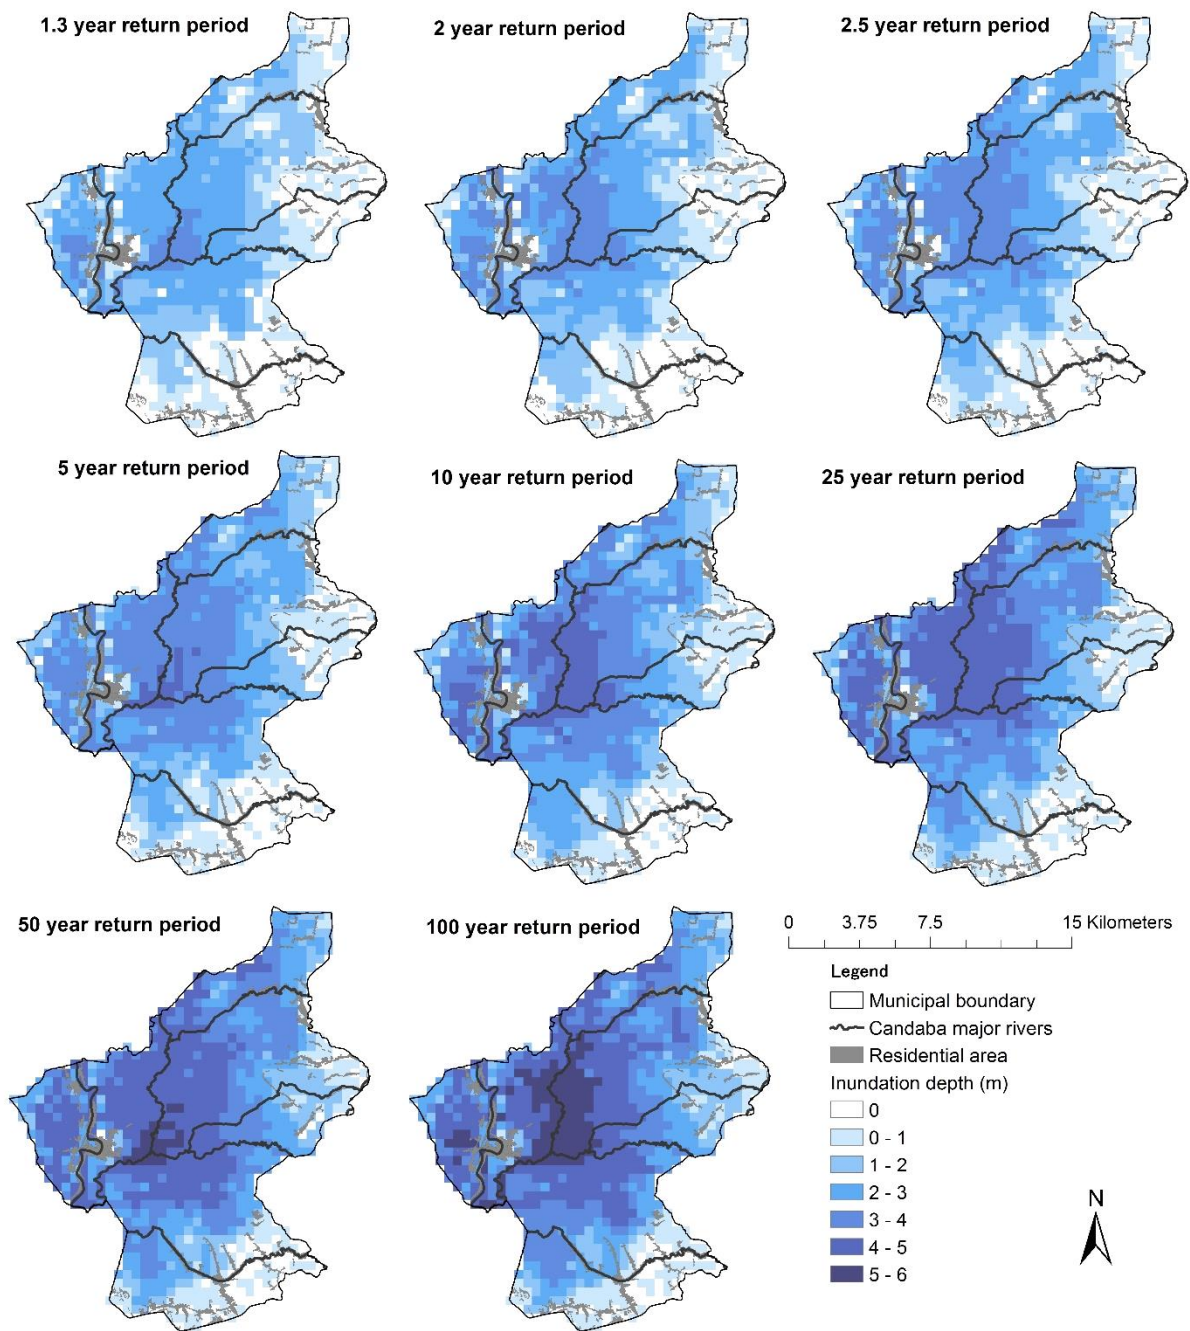 1.3 year return period
2 year return period
2.5 year return period
5 year return period
10 year return period
25 year return period
50 year return period
100 year return period
0 3.75 7.5 15 Kilometers
Legend
Municipal boundary
Candaba major rivers
Residential area
Inundation depth (m)
0
0 - 1
1 - 2
2 - 3
3 - 4
4 - 5
5 - 6
N